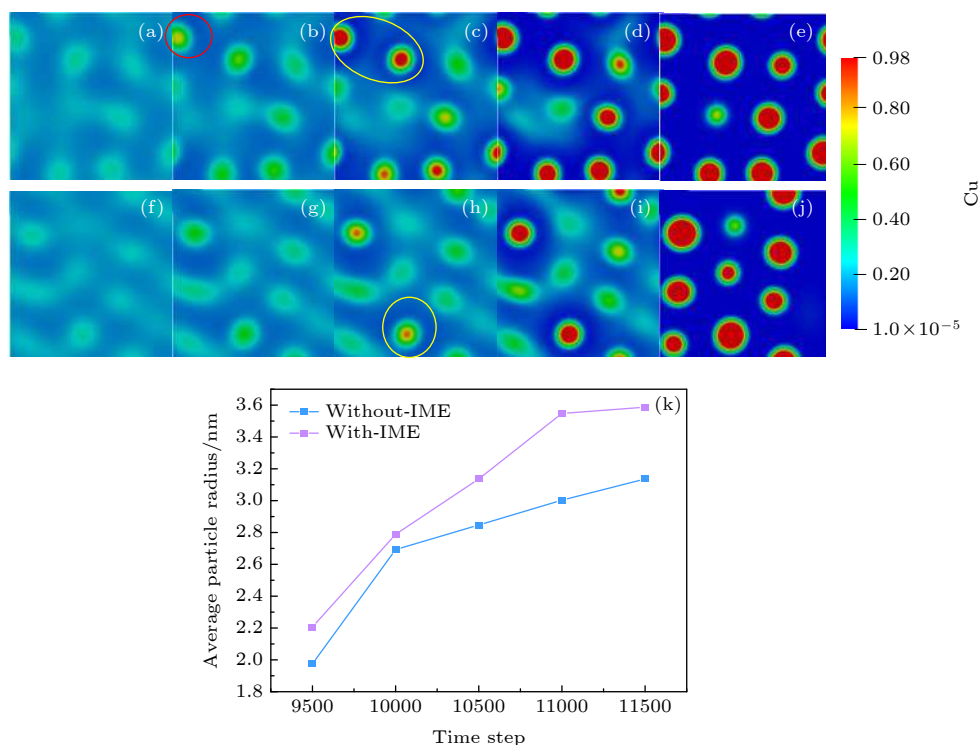 (a) (b) (c) (d) (e)
0.98
0.80
0.60
0.40
0.20
1.0×10⁻⁵
Cu
(f) (g) (h) (i) (j)
(k)
Without-IME
With-IME
3.6
3.4
3.2
3.0
2.8
2.6
2.4
2.2
2.0
1.8
Average particle radius/nm
9500 10000 10500 11000 11500
Time step